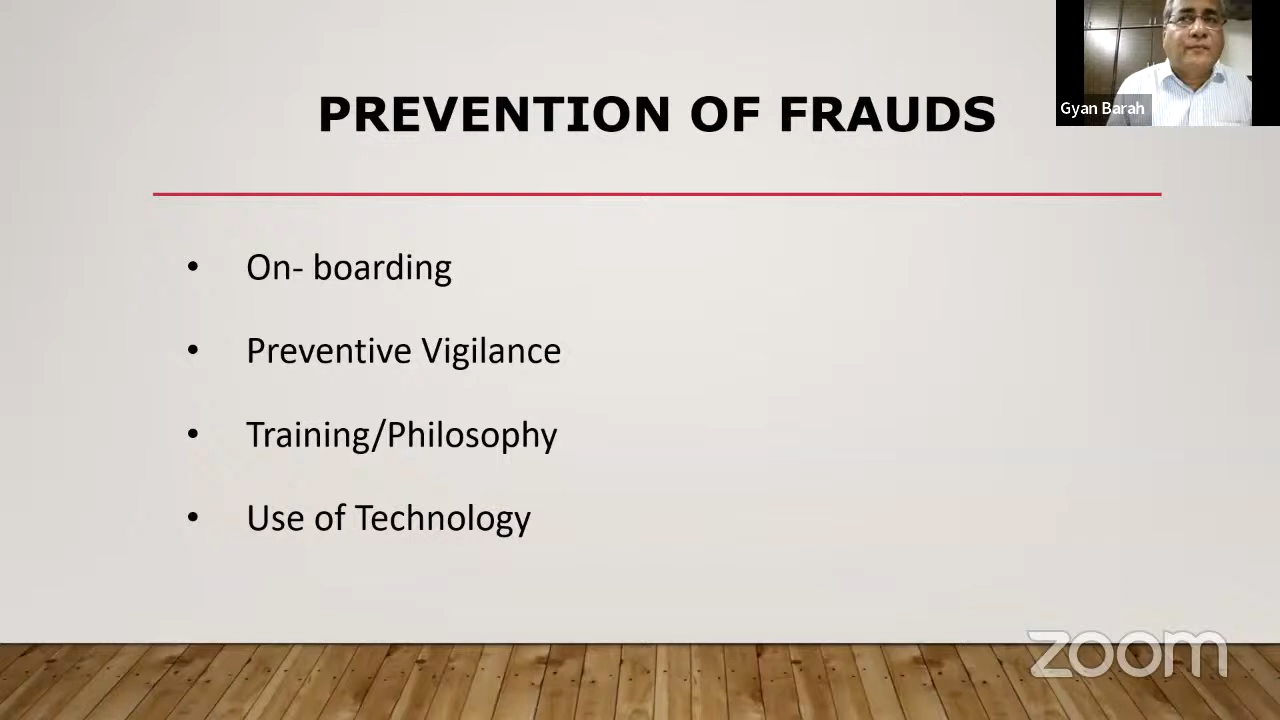 PREVENTION OF FRAUDS
Gyan Barah
• On- boarding
• Preventive Vigilance
• Training/Philosophy
• Use of Technology
zoom